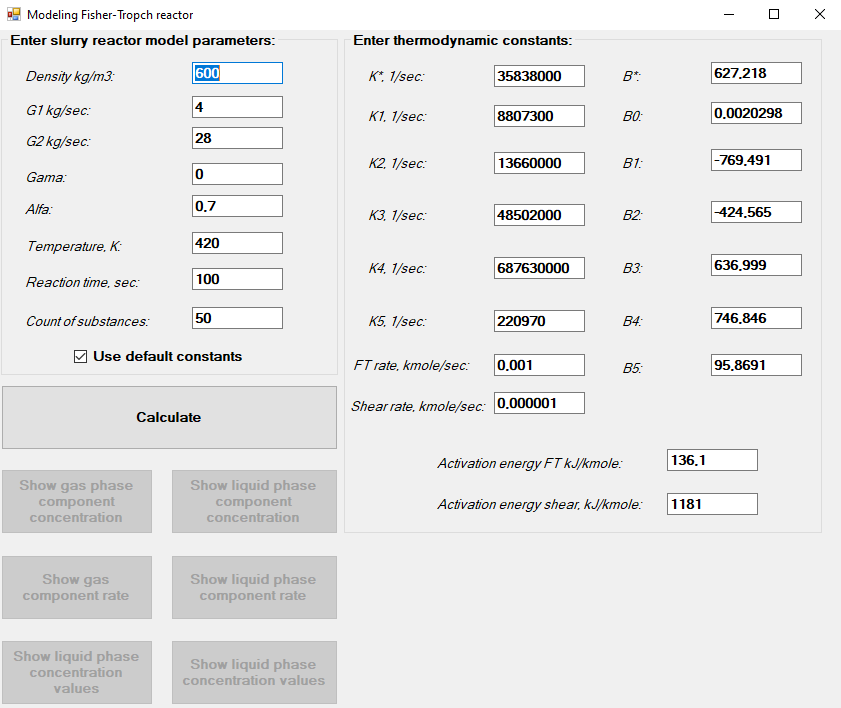 Modeling Fisher-Tropch reactor
Enter slurry reactor model parameters:
Density kg/m3:
600
G1 kg/sec:
4
G2 kg/sec:
28
Gama:
0
Alfa:
0,7
Temperature, K:
420
Reaction time, sec:
100
Count of substances:
50
Use default constants
Calculate
Show gas phase
component
concentration
Show liquid phase
component
concentration
Show gas
component rate
Show liquid phase
component rate
Show liquid phase
concentration
values
Show liquid phase
concentration values
Enter thermodynamic constants:
K*, 1/sec:
35838000
B*:
627,218
K1, 1/sec:
8807300
B0:
0,0020298
K2, 1/sec:
13660000
B1:
-769,491
K3, 1/sec:
48502000
B2:
-424,565
K4, 1/sec:
687630000
B3:
636,999
K5, 1/sec:
220970
B4:
746,846
FT rate, kmole/sec:
0,001
B5:
95,8691
Shear rate, kmole/sec:
0,000001
Activation energy FT kJ/kmole:
136,1
Activation energy shear, kJ/kmole:
1181